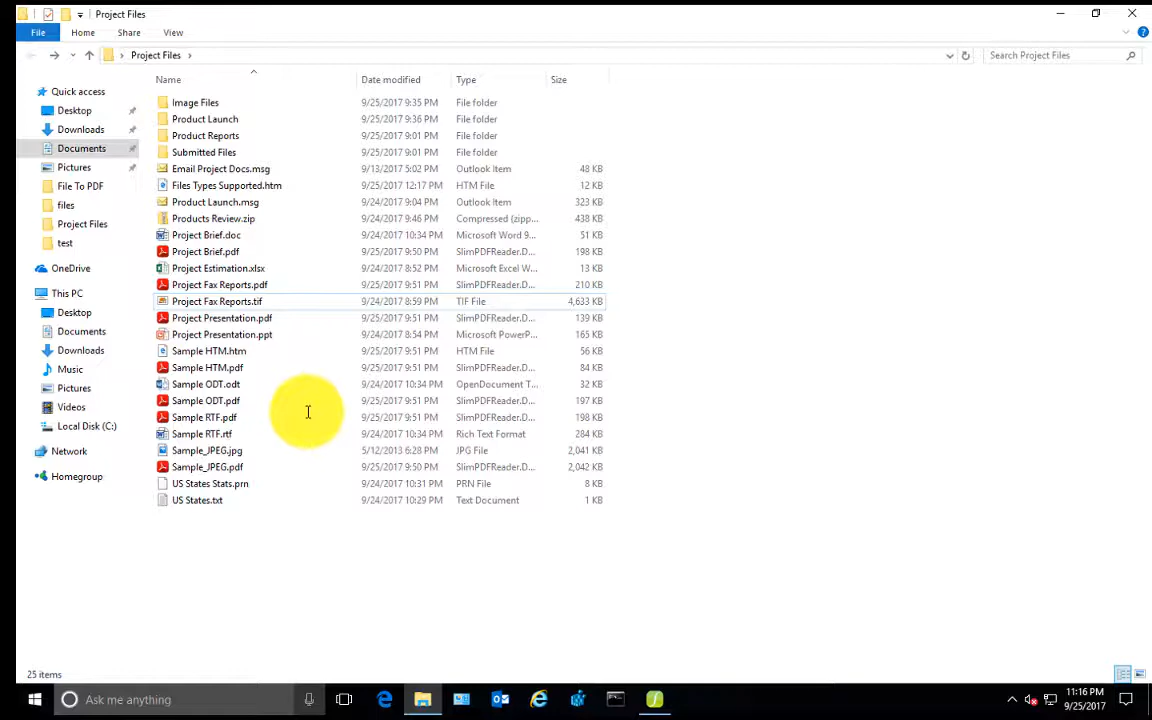 Project Files
File Home Share View
Project Files Search Project Files
Name Date modified Type Size
Quick access
Desktop
Downloads
Documents
Pictures
File To PDF
files
Project Files
test
OneDrive
This PC
Desktop
Documents
Downloads
Music
Pictures
Videos
Local Disk (C:)
Network
Homegroup
Image Files 9/25/2017 9:35 PM File folder
Product Launch 9/25/2017 9:36 PM File folder
Product Reports 9/25/2017 9:01 PM File folder
Submitted Files 9/25/2017 9:01 PM File folder
Email Project Docs.msg 9/13/2017 5:02 PM Outlook Item 48 KB
Files Types Supported.htm 9/25/2017 12:17 PM HTM File 12 KB
Product Launch.msg 9/24/2017 9:04 PM Outlook Item 323 KB
Products Review.zip 9/24/2017 9:46 PM Compressed (zipp... 438 KB
Project Brief.doc 9/24/2017 10:34 PM Microsoft Word 9... 51 KB
Project Brief.pdf 9/25/2017 9:50 PM SlimPDFReader.D... 198 KB
Project Estimation.xlsx 9/24/2017 8:52 PM Microsoft Excel W... 13 KB
Project Fax Reports.pdf 9/25/2017 9:51 PM SlimPDFReader.D... 210 KB
Project Fax Reports.tif 9/24/2017 8:59 PM TIF File 4,633 KB
Project Presentation.pdf 9/25/2017 9:51 PM SlimPDFReader.D... 139 KB
Project Presentation.ppt 9/24/2017 8:54 PM Microsoft PowerP... 165 KB
Sample HTM.htm 9/25/2017 9:51 PM HTM File 56 KB
Sample HTM.pdf 9/25/2017 9:51 PM SlimPDFReader.D... 84 KB
Sample ODT.odt 9/24/2017 10:34 PM OpenDocument T... 32 KB
Sample ODT.pdf 9/25/2017 9:51 PM SlimPDFReader.D... 197 KB
Sample RTF.pdf 9/25/2017 9:51 PM SlimPDFReader.D... 198 KB
Sample RTF.rtf 9/24/2017 10:34 PM Rich Text Format 284 KB
Sample_JPEG.jpg 5/12/2013 6:28 PM JPG File 2,041 KB
Sample_JPEG.pdf 9/25/2017 9:50 PM SlimPDFReader.D... 2,042 KB
US States Stats.prn 9/24/2017 10:31 PM PRN File 8 KB
US States.txt 9/24/2017 10:29 PM Text Document 1 KB
25 items
Ask me anything
11:16 PM
9/25/2017